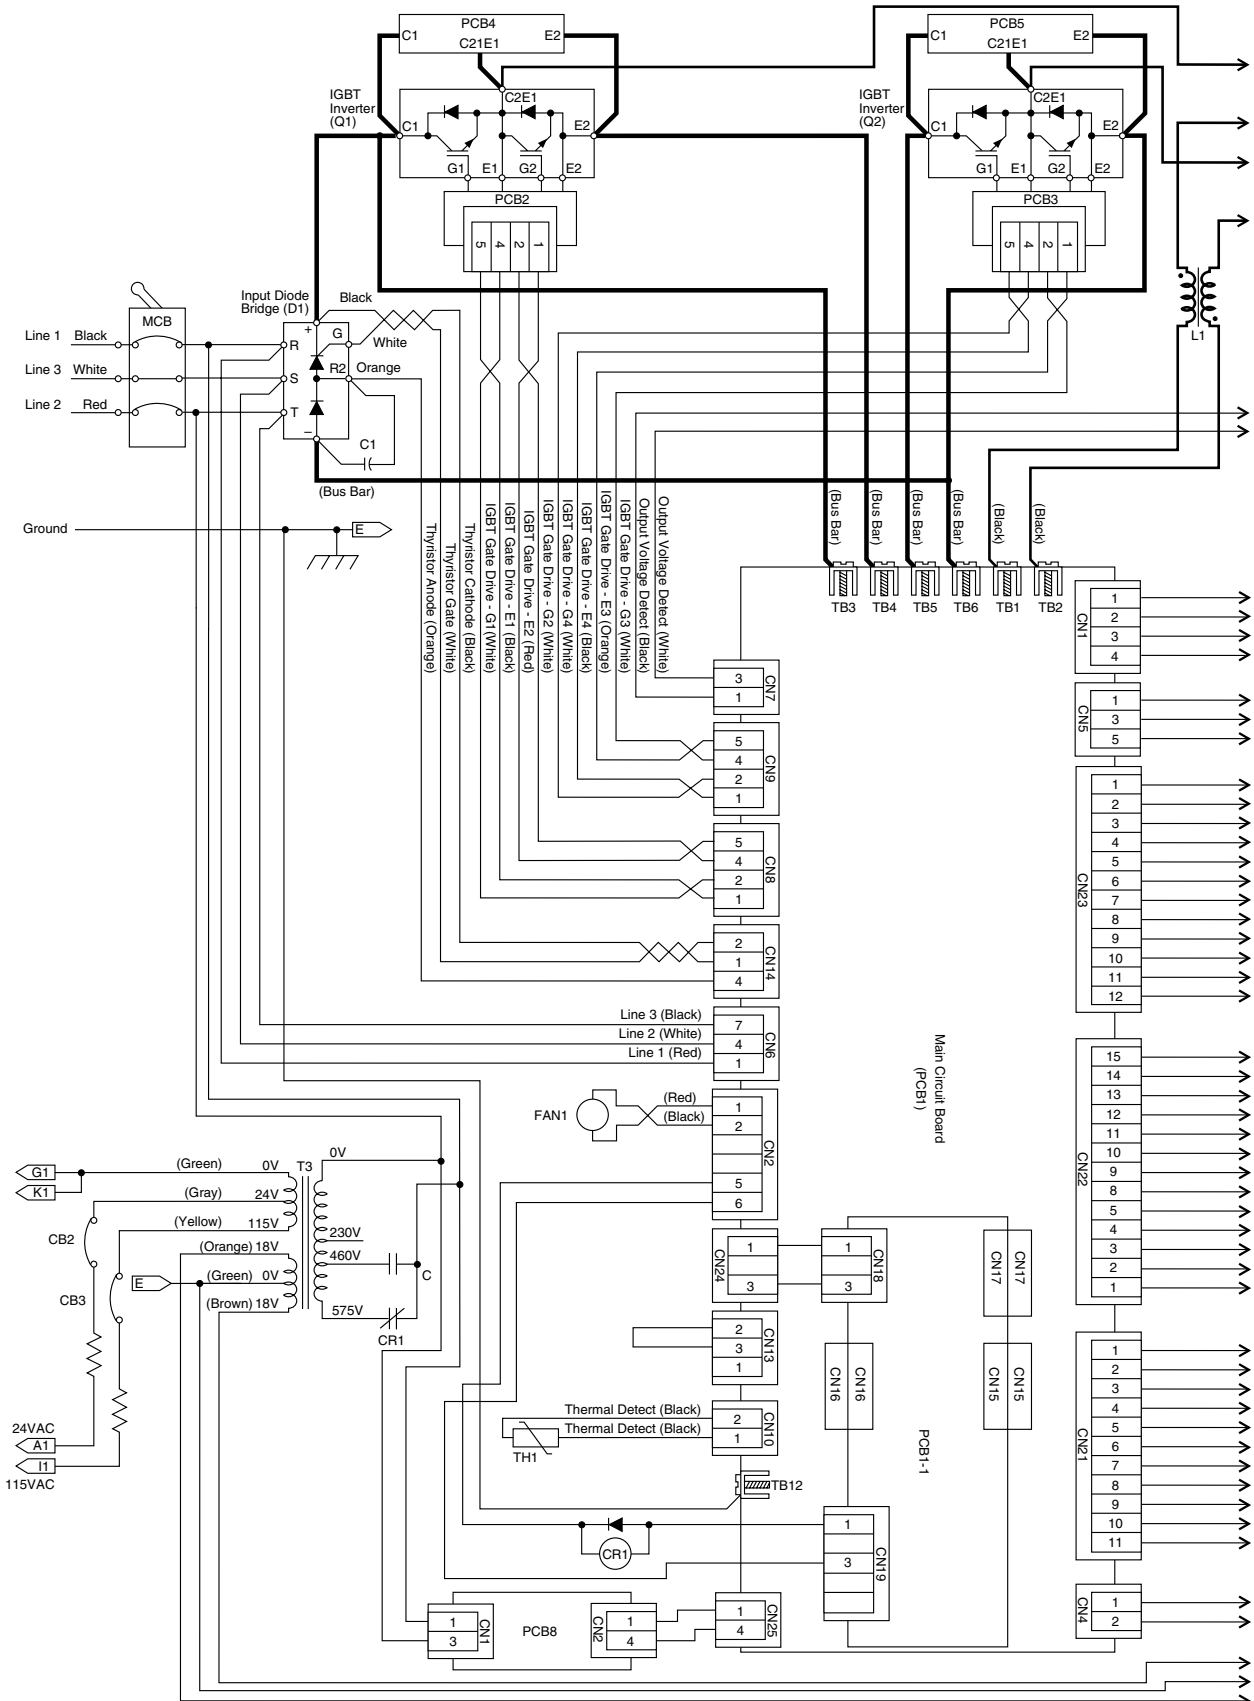 PCB4
C1
E2
C21E1
PCB5
C1
E2
C21E1
IGBT
Inverter
(Q1)
C2E1
C1
E2
G1
E1
G2
E2
PCB2
5
4
2
1
IGBT
Inverter
(Q2)
C2E1
C1
E2
G1
E1
G2
E2
PCB3
5
4
2
1
L1
MCB
Line 1
Black
Line 3
White
Line 2
Red
Input Diode
Bridge (D1)
+
G
R
R2
S
T
–
Black
White
Orange
C1
(Bus Bar)
Ground
E
Thyristor Anode (Orange)
Thyristor Gate (White)
Thyristor Cathode (Black)
IGBT Gate Drive - G1(White)
IGBT Gate Drive - E1 (Black)
IGBT Gate Drive - E2 (Red)
IGBT Gate Drive - G2 (White)
IGBT Gate Drive - G4 (White)
IGBT Gate Drive - E4 (Black)
IGBT Gate Drive - E3 (Orange)
IGBT Gate Drive - G3 (White)
Output Voltage Detect (Black)
Output Voltage Detect (White)
(Bus Bar)
(Bus Bar)
(Bus Bar)
(Bus Bar)
(Black)
(Black)
TB3
TB4
TB5
TB6
TB1
TB2
CN7
3
1
CN9
5
4
2
1
CN8
5
4
2
1
CN14
2
1
4
Line 3 (Black)
Line 2 (White)
Line 1 (Red)
CN6
7
4
1
FAN1
(Red)
(Black)
CN2
1
2
5
6
CN24
1
3
CN18
1
3
CN17
CN17
CN13
2
3
1
CN16
CN16
CN15
CN15
Thermal Detect (Black)
Thermal Detect (Black)
TH1
CN10
2
1
TB12
PCB1-1
CR1
CN19
1
3
CN1
1
3
PCB8
CN2
1
4
CN25
1
4
Main Circuit Board
(PCB1)
CN1
1
2
3
4
CN5
1
3
5
CN23
1
2
3
4
5
6
7
8
9
10
11
12
CN22
15
14
13
12
11
10
9
8
5
4
3
2
1
CN21
1
2
3
4
5
6
7
8
9
10
11
CN4
1
2
G1
K1
(Green)
0V
T3
0V
(Gray)
24V
(Yellow)
115V
230V
460V
(Orange) 18V
(Green)
0V
(Brown) 18V
575V
C
CR1
CB2
CB3
E
24VAC
A1
I1
115VAC